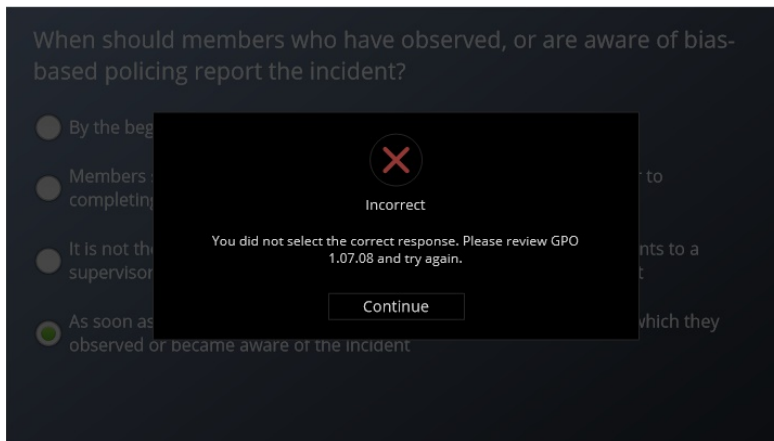 When should members who have observed, or are aware of bias-
based policing report the incident?
By the beg
Members
r to
completing
It is not the
nts to a
supervisor
t
As soon as
which they
observed or became aware of the incident
Incorrect
You did not select the correct response. Please review GPO
1.07.08 and try again.
Continue